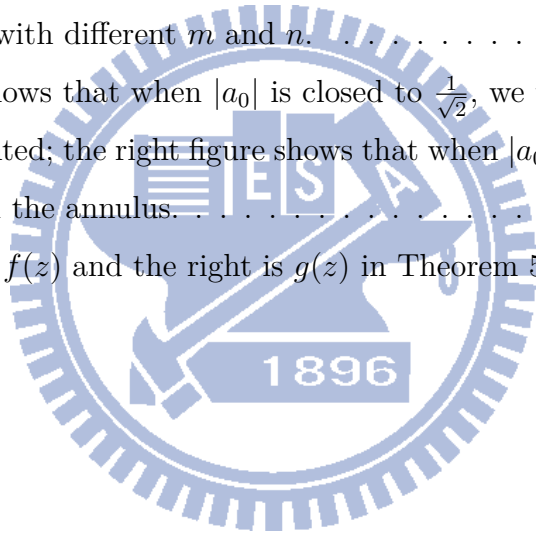 with different m and n. . . . . . . . . .
ows that when |a₀| is closed to 1/√2, we
ted; the right figure shows that when |a₀
the annulus. . . . . . . . . . . . . . . .
f(z) and the right is g(z) in Theorem 5
E S A
1896